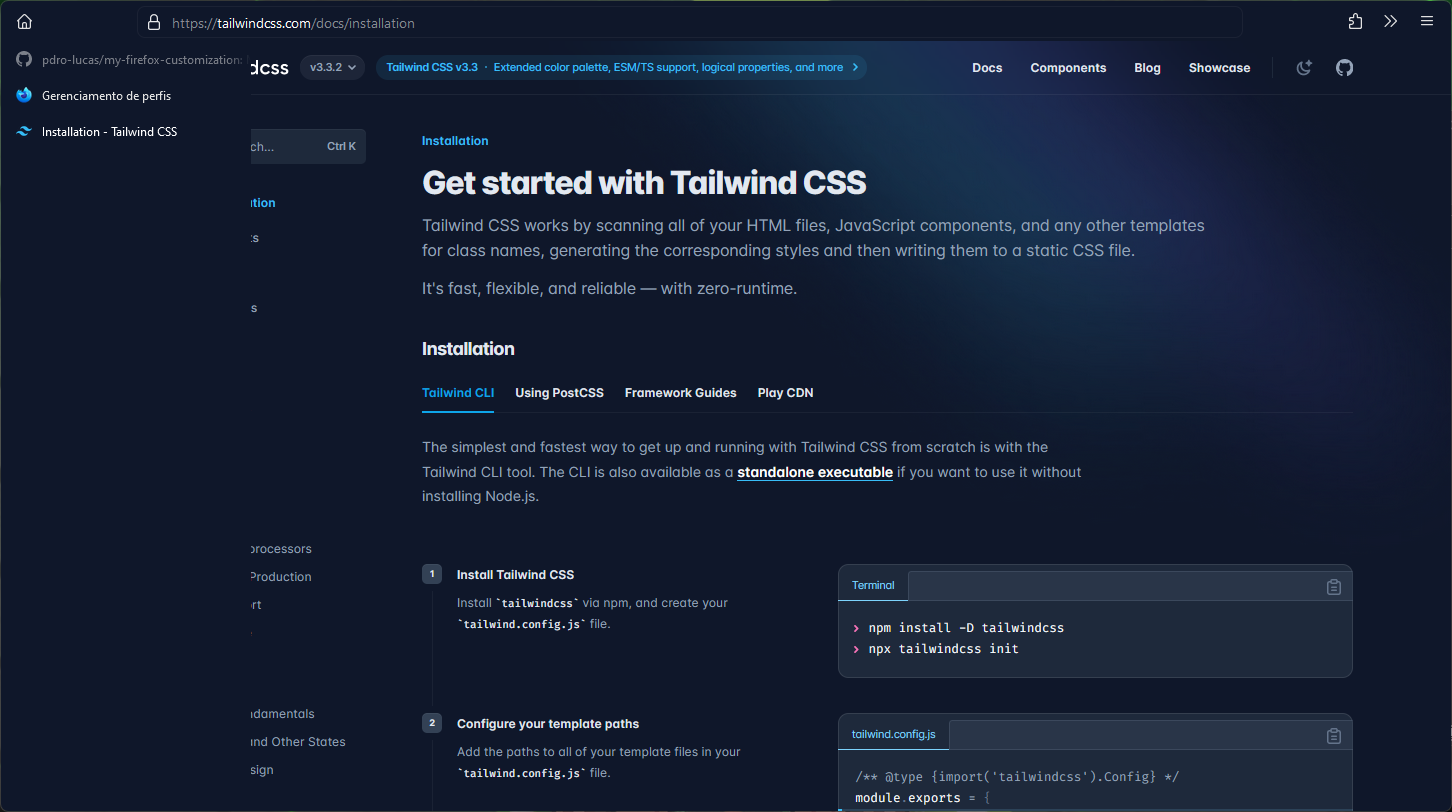 https://tailwindcss.com/docs/installation
pdro-lucas/my-firefox-customization:
Gerenciamento de perfis
Installation - Tailwind CSS
dcss
v3.3.2
Tailwind CSS v3.3 · Extended color palette, ESM/TS support, logical properties, and more
Docs
Components
Blog
Showcase
ch...
Ctrl K
ation
ts
s
processors
Production
ort
ndamentals
and Other States
sign
Installation
Get started with Tailwind CSS
Tailwind CSS works by scanning all of your HTML files, JavaScript components, and any other templates
for class names, generating the corresponding styles and then writing them to a static CSS file.
It's fast, flexible, and reliable — with zero-runtime.
Installation
Tailwind CLI
Using PostCSS
Framework Guides
Play CDN
The simplest and fastest way to get up and running with Tailwind CSS from scratch is with the
Tailwind CLI tool. The CLI is also available as a standalone executable if you want to use it without
installing Node.js.
1
Install Tailwind CSS
Install `tailwindcss` via npm, and create your
`tailwind.config.js` file.
Terminal
› npm install -D tailwindcss
› npx tailwindcss init
2
Configure your template paths
Add the paths to all of your template files in your
`tailwind.config.js` file.
tailwind.config.js
/** @type {import('tailwindcss').Config} */
module.exports = {